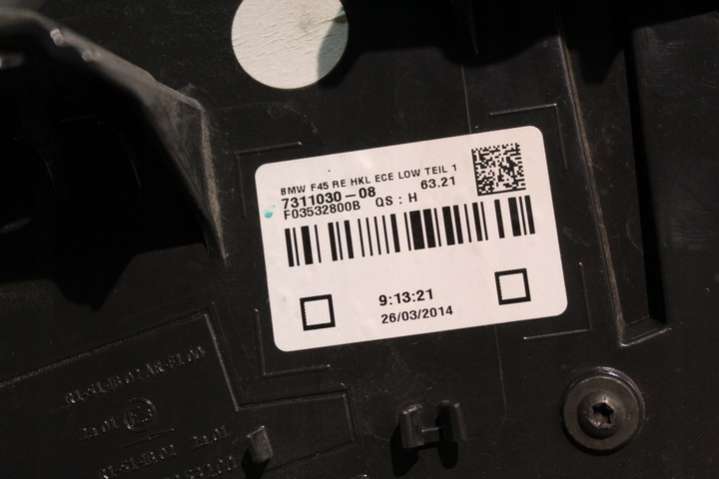 BMW F45 RE HKL ECE LOW TEIL 1
7311030-08 63.21
F03532800B QS : H
9:13:21
26/03/2014